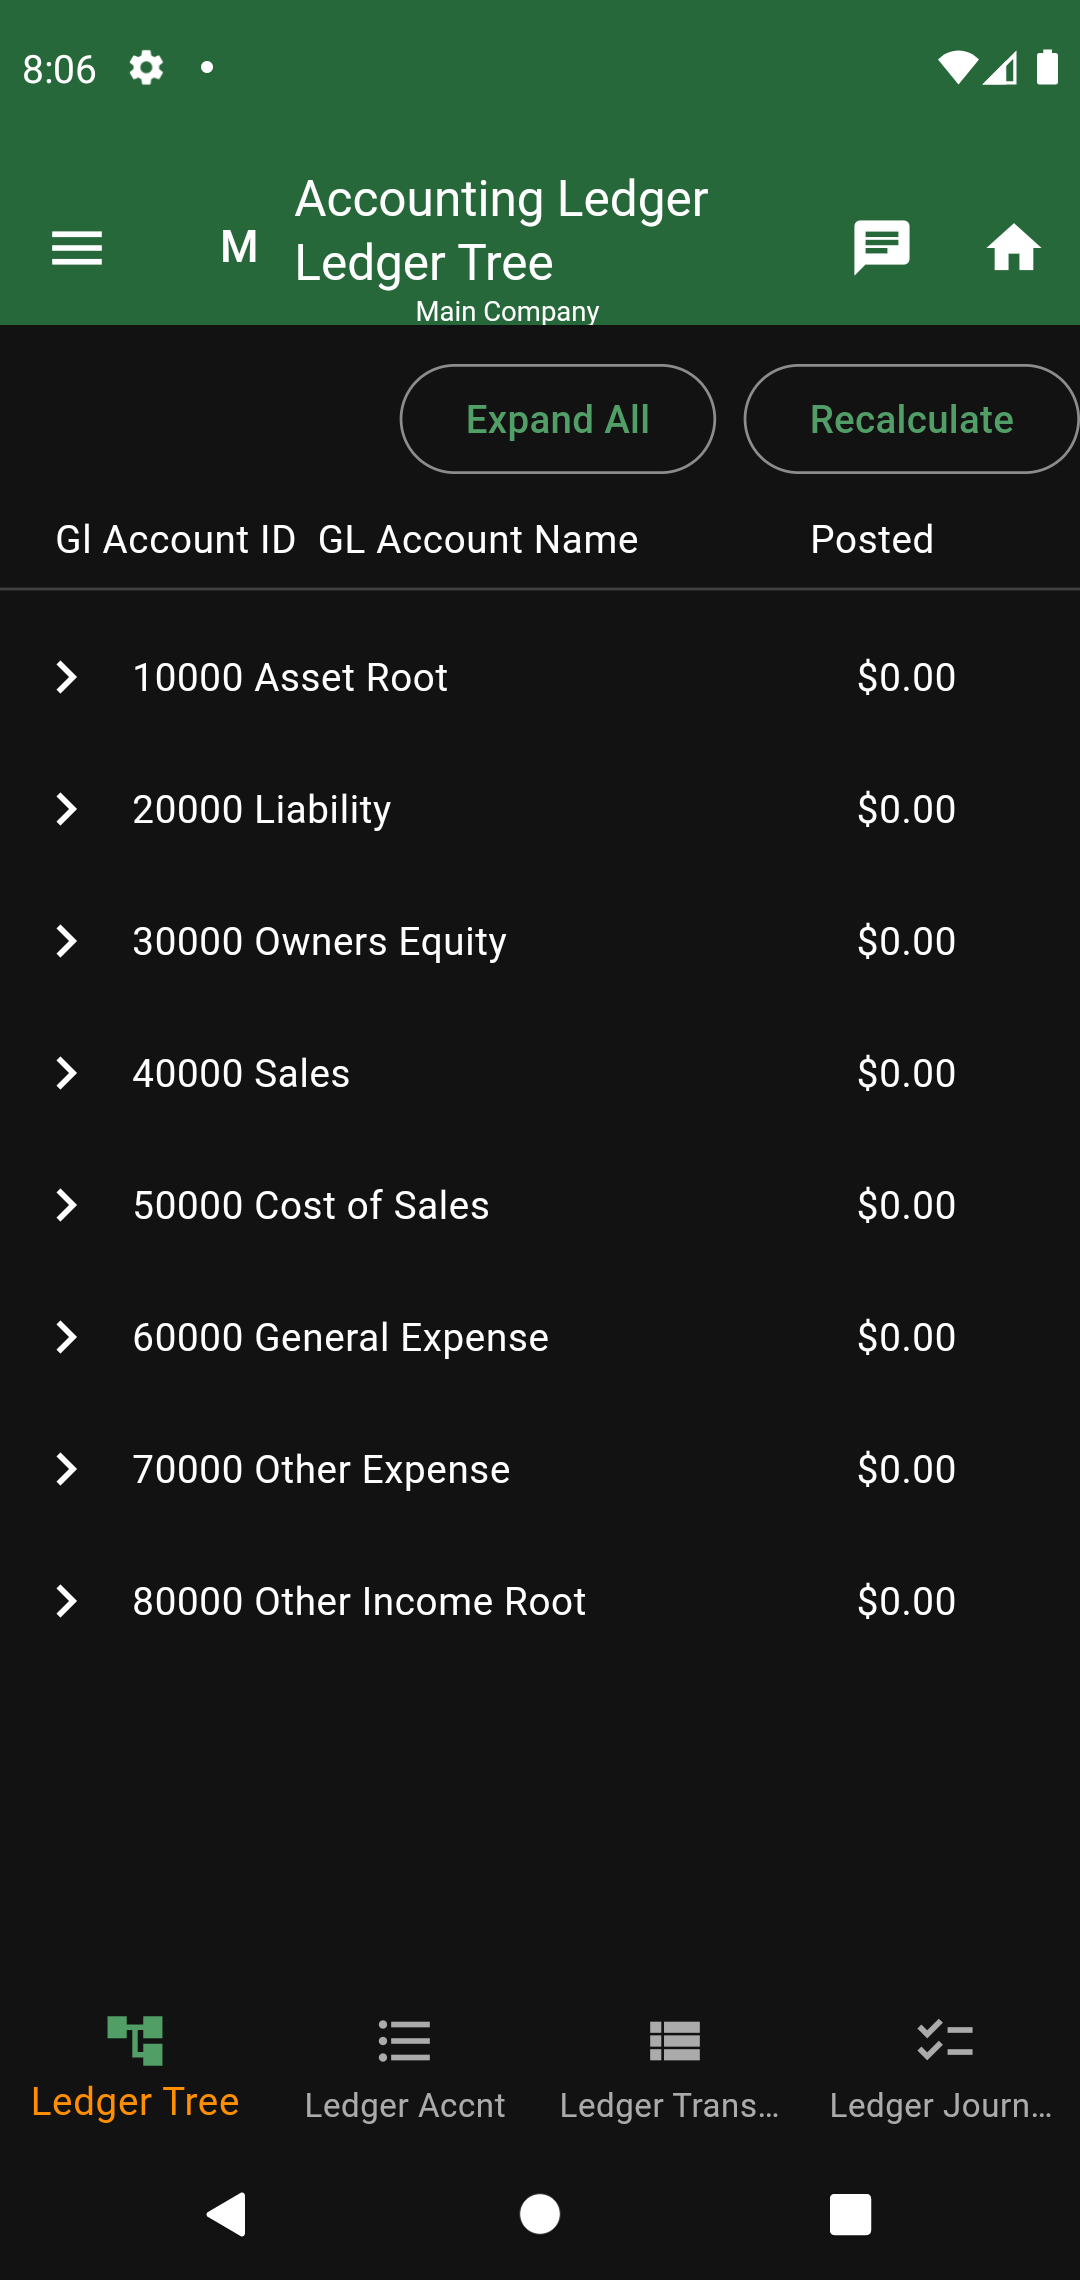 8:06
M
Accounting Ledger
Ledger Tree
Main Company
Expand All Recalculate
Gl Account ID GL Account Name Posted
10000 Asset Root $0.00
20000 Liability $0.00
30000 Owners Equity $0.00
40000 Sales $0.00
50000 Cost of Sales $0.00
60000 General Expense $0.00
70000 Other Expense $0.00
80000 Other Income Root $0.00
Ledger Tree Ledger Accnt Ledger Trans… Ledger Journ…